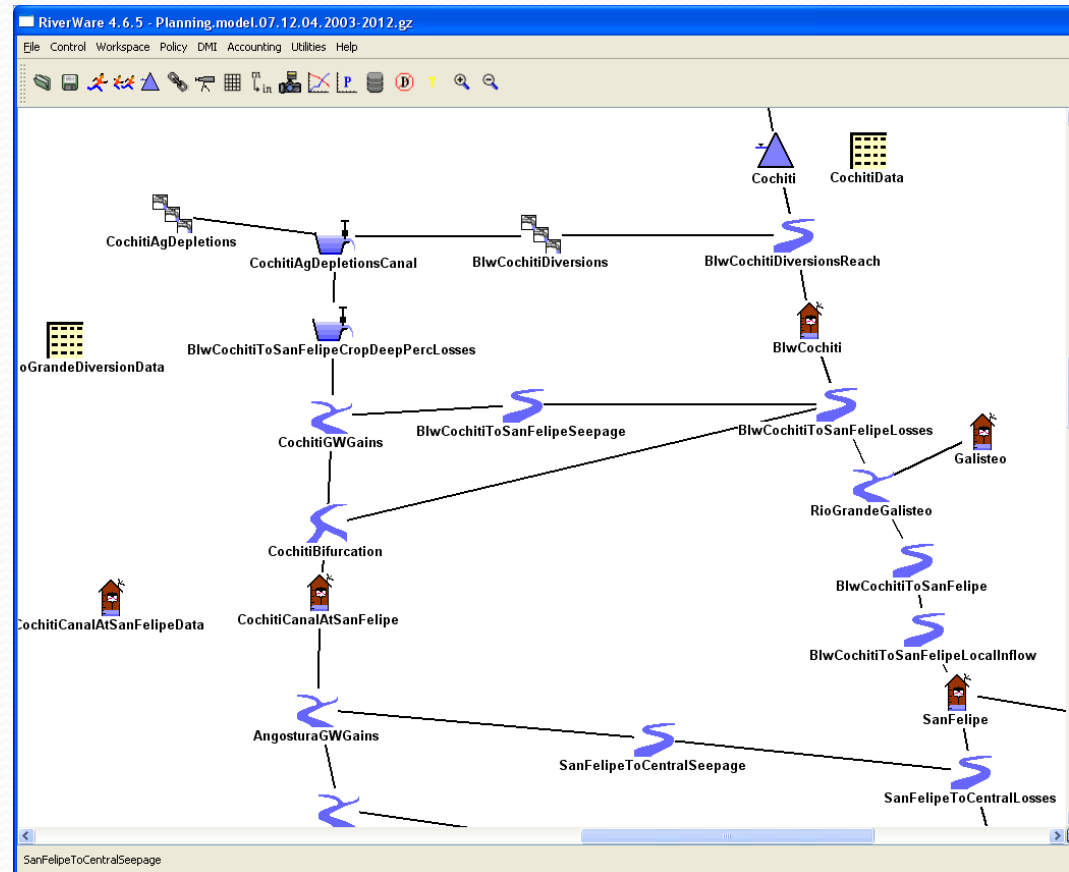 RiverWare 4.6.5 - Planning.model.07.12.04.2003-2012.gz
File Control Workspace Policy DMI Accounting Utilities Help
m in P D
Cochiti
CochitiData
CochitiAgDepletions
CochitiAgDepletionsCanal
BlwCochitiDiversions
BlwCochitiDiversionsReach
oGrandeDiversionData
BlwCochitiToSanFelipeCropDeepPercLosses
BlwCochiti
CochitiGWGains
BlwCochitiToSanFelipeSeepage
BlwCochitiToSanFelipeLosses
Galisteo
RioGrandeGalisteo
CochitiBifurcation
BlwCochitiToSanFelipe
CochitiCanalAtSanFelipeData
CochitiCanalAtSanFelipe
BlwCochitiToSanFelipeLocalInflow
SanFelipe
AngosturaGWGains
SanFelipeToCentralSeepage
SanFelipeToCentralLosses
SanFelipeToCentralSeepage